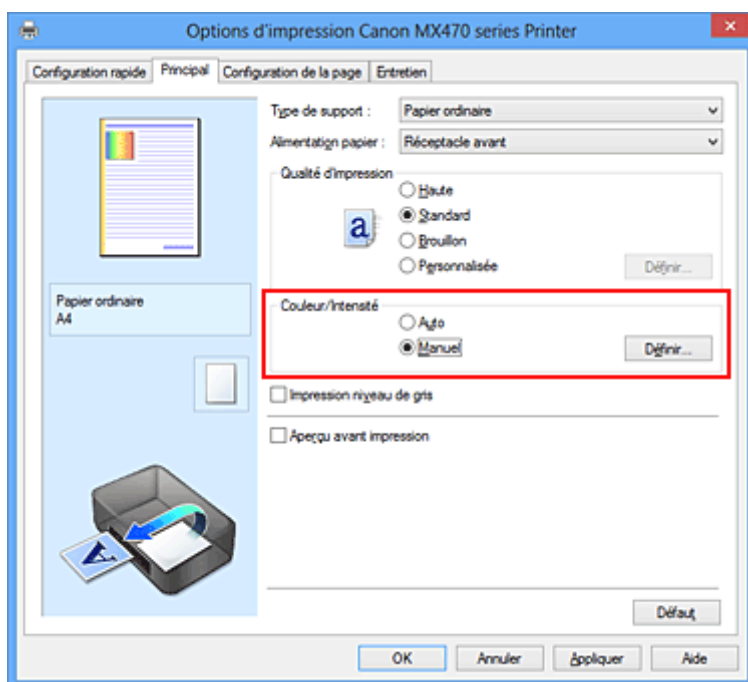 Options d'impression Canon MX470 series Printer
Configuration rapide Principal Configuration de la page Entretien
Type de support : Papier ordinaire
Alimentation papier : Réceptacle avant
Qualité d'impression
Haute
a Standard
Brouillon
Personnalisée Définir...
Papier ordinaire
A4
Couleur/Intensité
Auto
Manuel Définir...
Impression niveau de gris
Aperçu avant impression
A
Défaut
OK Annuler Appliquer Aide